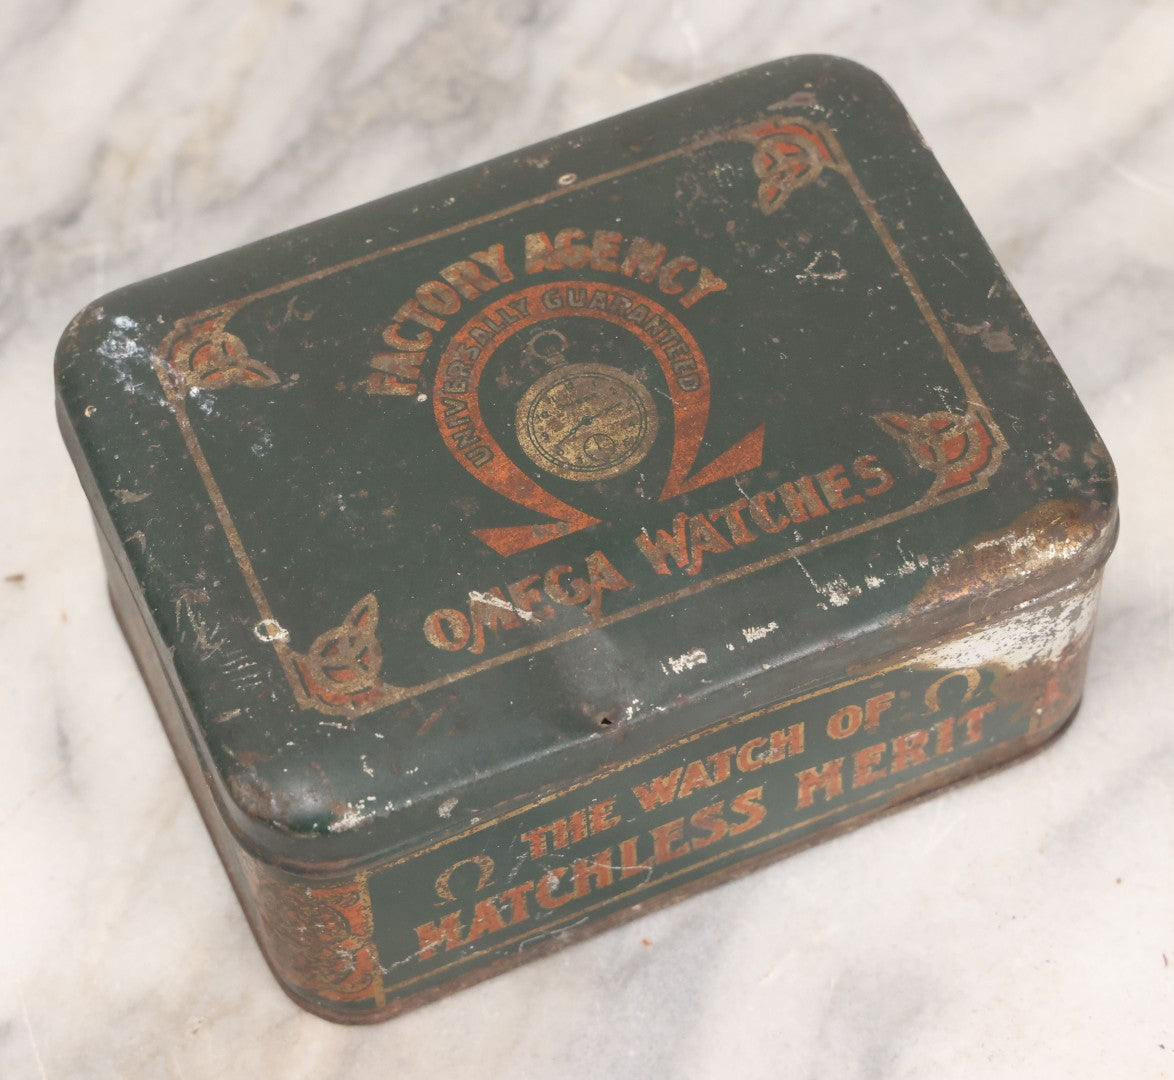 FACTORY AGENCY
UNIVERSALLY GUARANTEED
OMEGA WATCHES
THE WATCH OF
MATCHLESS MERIT